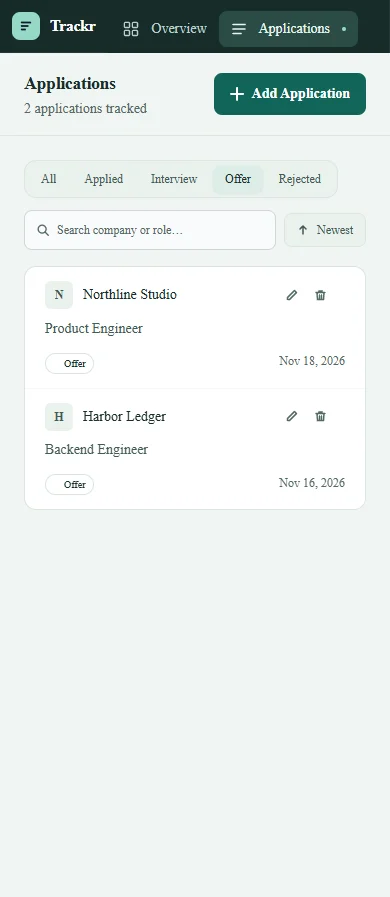 Trackr
Overview
Applications
Applications
2 applications tracked
Add Application
All
Applied
Interview
Offer
Rejected
Search company or role…
Newest
N
Northline Studio
Product Engineer
Offer
Nov 18, 2026
H
Harbor Ledger
Backend Engineer
Offer
Nov 16, 2026